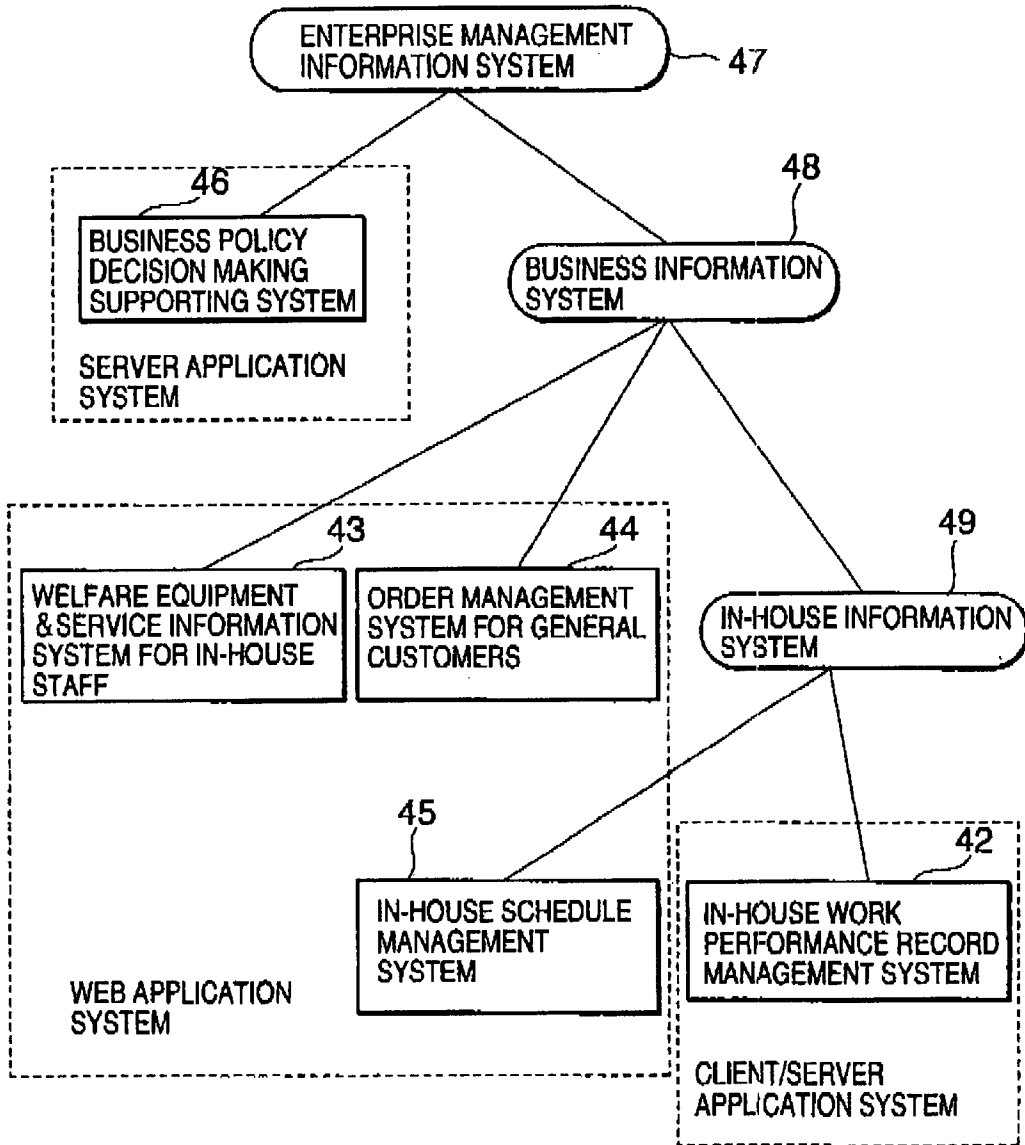 ENTERPRISE MANAGEMENT
INFORMATION SYSTEM
47
46
BUSINESS POLICY
DECISION MAKING
SUPPORTING SYSTEM
SERVER APPLICATION
SYSTEM
48
BUSINESS INFORMATION
SYSTEM
43
WELFARE EQUIPMENT
& SERVICE INFORMATION
SYSTEM FOR IN-HOUSE
STAFF
44
ORDER MANAGEMENT
SYSTEM FOR GENERAL
CUSTOMERS
49
IN-HOUSE INFORMATION
SYSTEM
45
IN-HOUSE SCHEDULE
MANAGEMENT
SYSTEM
WEB APPLICATION
SYSTEM
42
IN-HOUSE WORK
PERFORMANCE RECORD
MANAGEMENT SYSTEM
CLIENT/SERVER
APPLICATION SYSTEM